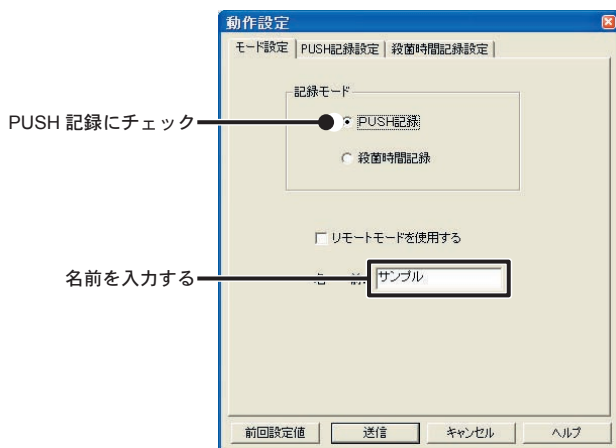 動作設定
モード設定 PUSH記録設定 殺菌時間記録設定
記録モード
PUSH 記録にチェック
PUSH記録
殺菌時間記録
リモートモードを使用する
名前を入力する
サンプル
前回設定値 送信 キャンセル ヘルプ